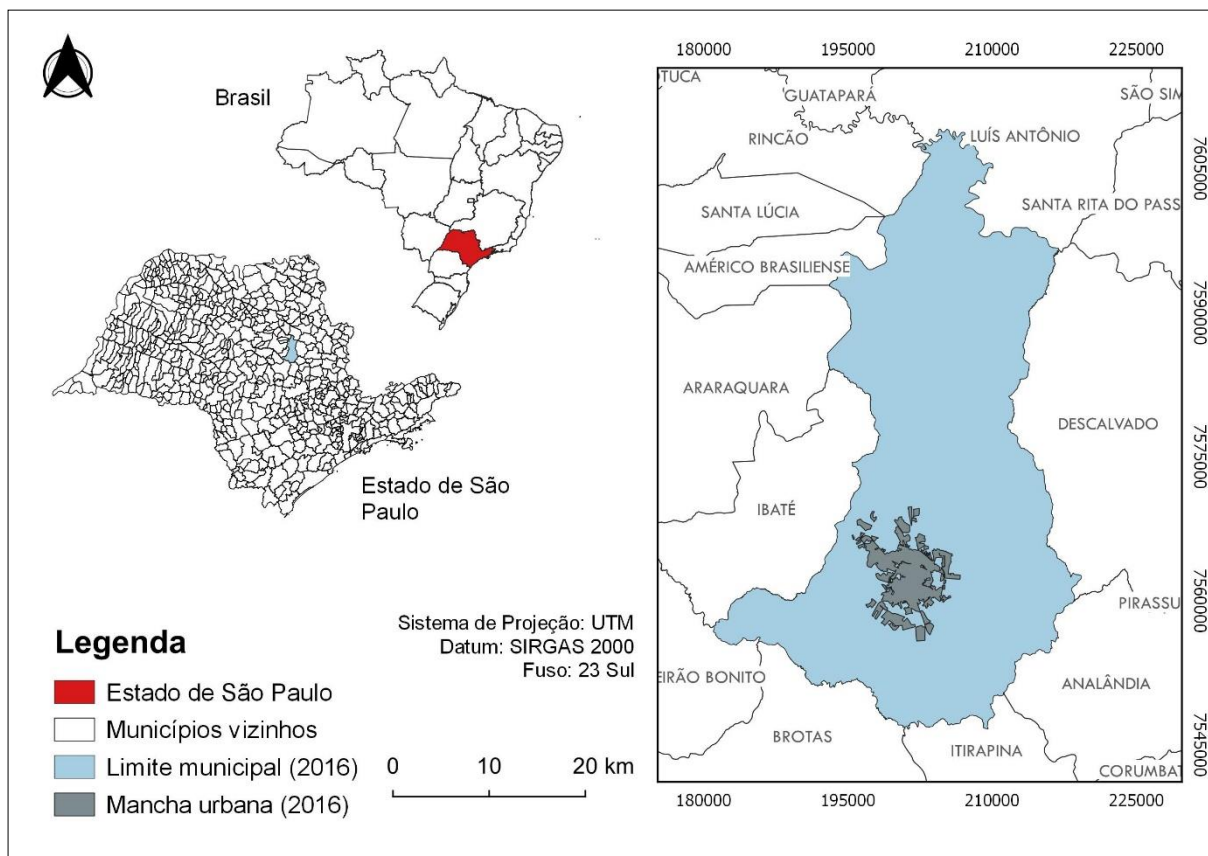 Brasil
Estado de São
Paulo
Sistema de Projeção: UTM
Datum: SIRGAS 2000
Fuso: 23 Sul
Legenda
Estado de São Paulo
Municípios vizinhos
Limite municipal (2016)
Mancha urbana (2016)
0 10 20 km
180000 195000 210000 225000
OTUCA
GUATAPARÁ
SÃO SIM
RINCÃO
LUÍS ANTÔNIO
7605000
SANTA LÚCIA
SANTA RITA DO PASS
AMÉRICO BRASILIENSE
7590000
ARARAQUARA
DESCALVADO
7575000
IBATÉ
7560000
PIRASSU
EIRÃO BONITO
ANALÂNDIA
BROTAS
ITIRAPINA
7545000
CORUMBAT
180000 195000 210000 225000